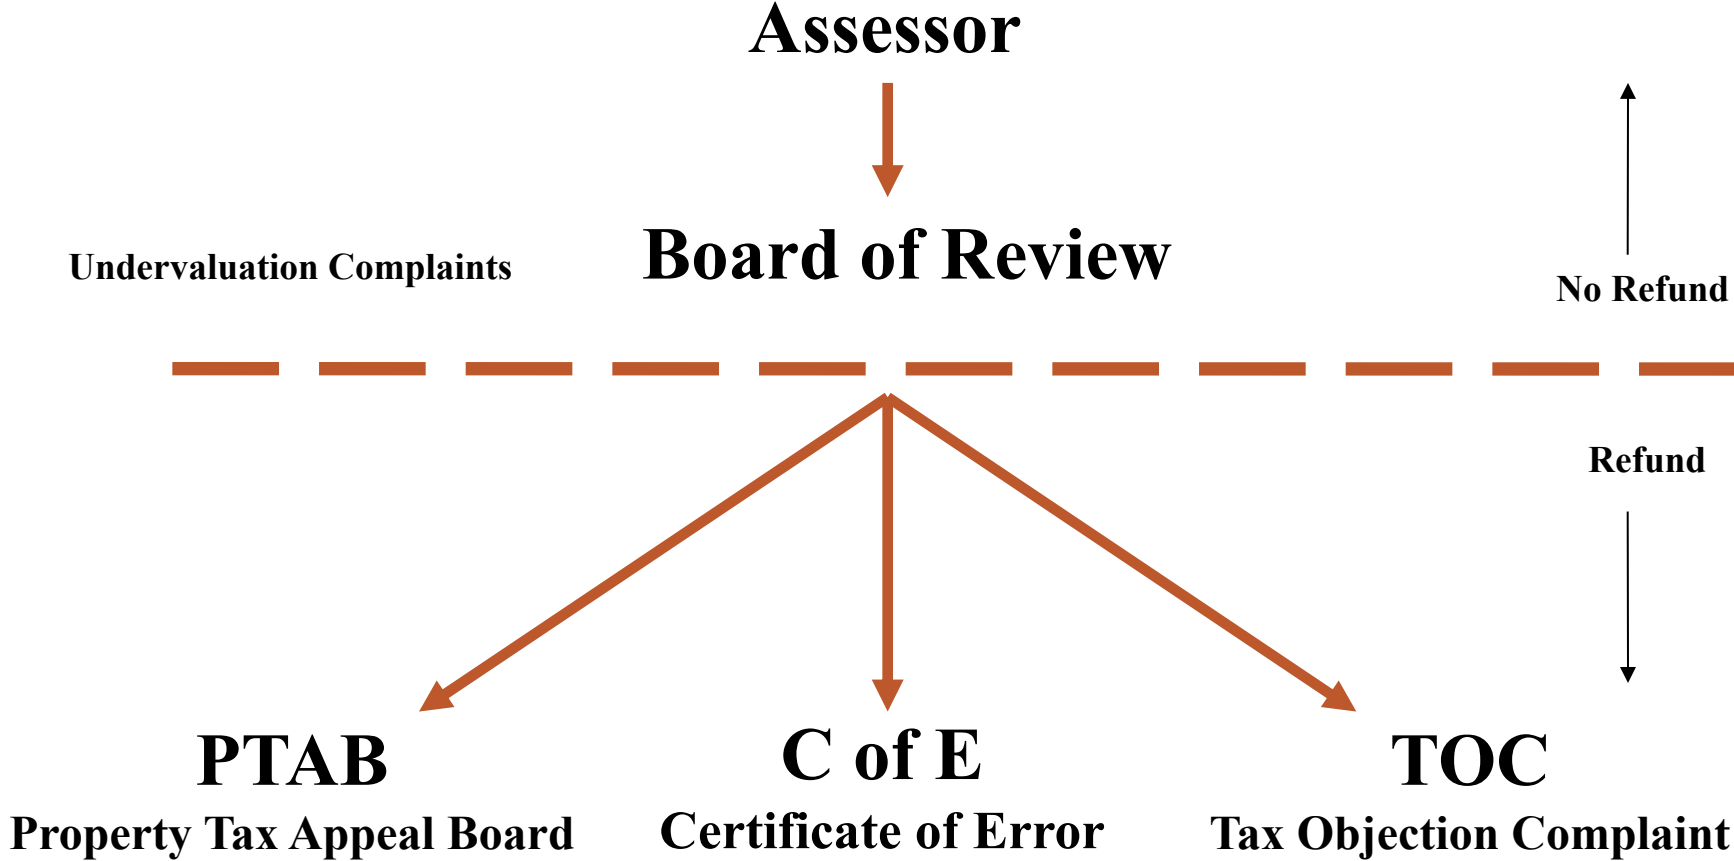 Assessor
Undervaluation Complaints
Board of Review
No Refund
Refund
PTAB
Property Tax Appeal Board
C of E
Certificate of Error
TOC
Tax Objection Complaint